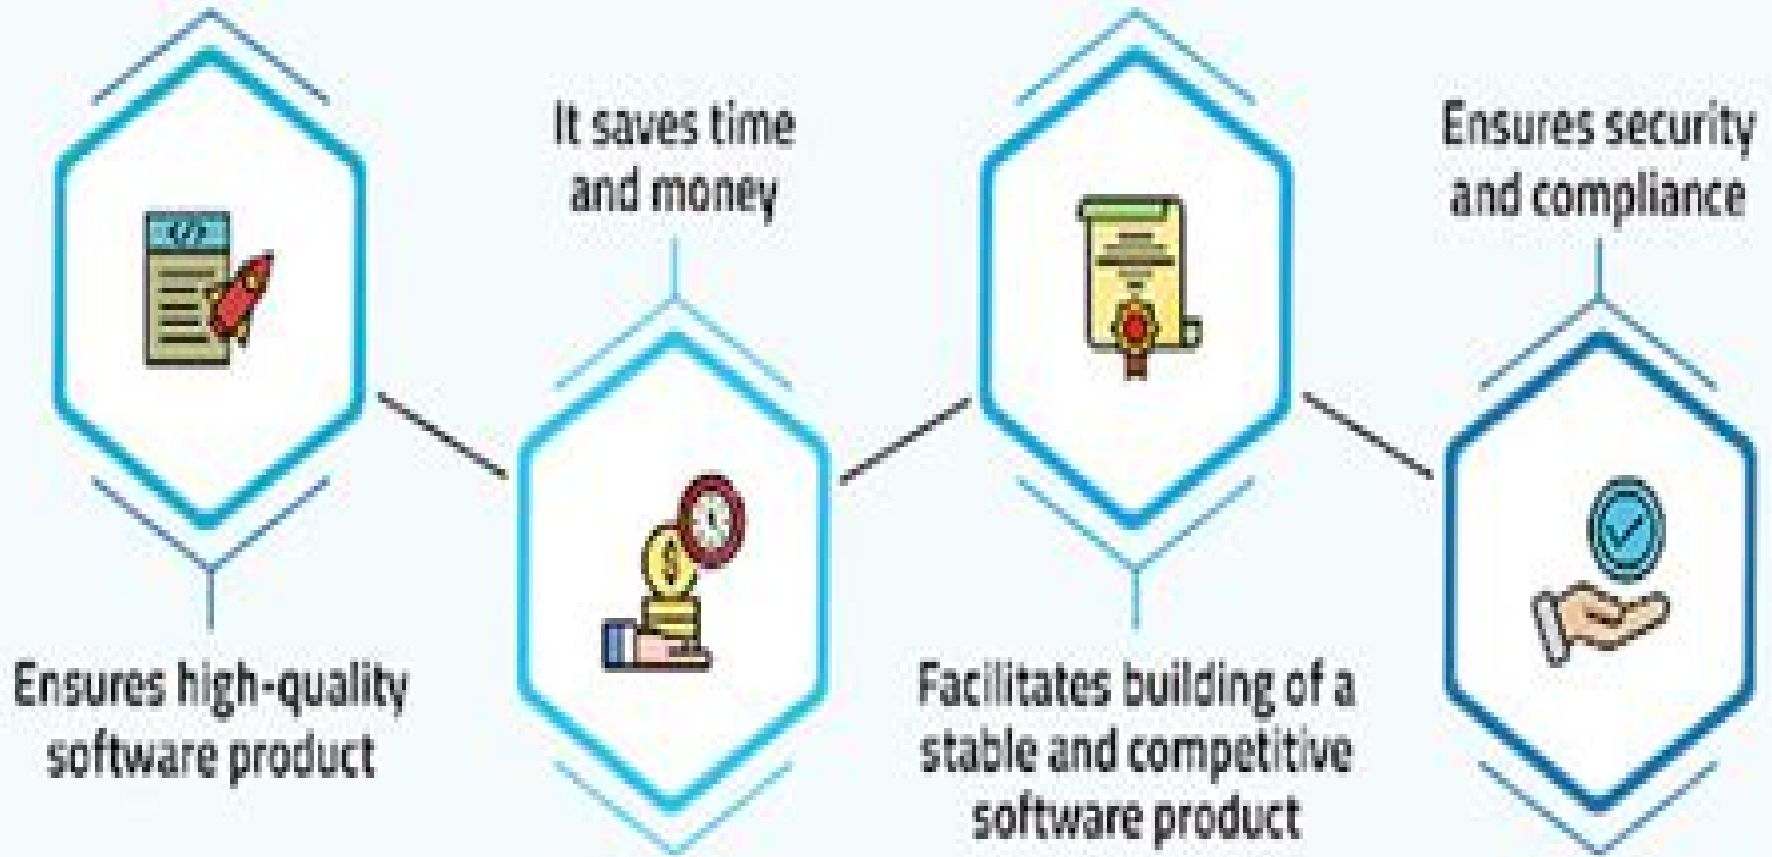 Ensures high-quality
software product
It saves time
and money
Facilitates building of a
stable and competitive
software product
Ensures security
and compliance